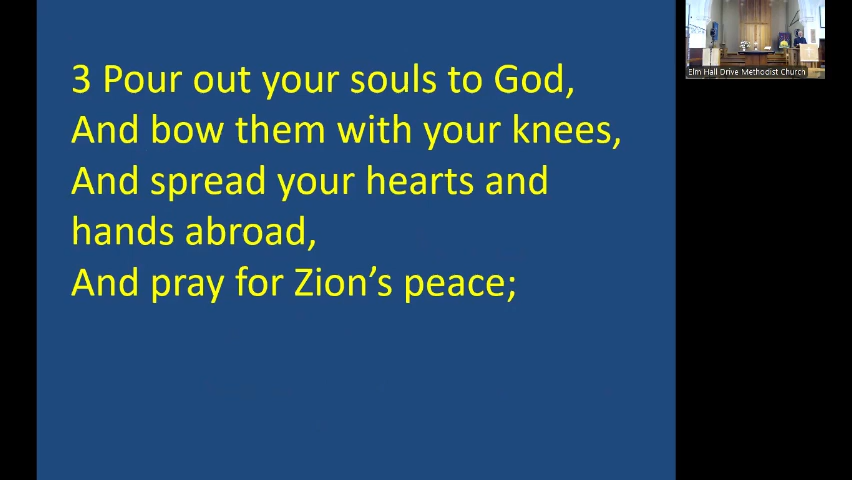 3 Pour out your souls to God,
And bow them with your knees,
And spread your hearts and
hands abroad,
And pray for Zion’s peace;
Elm Hall Drive Methodist Church